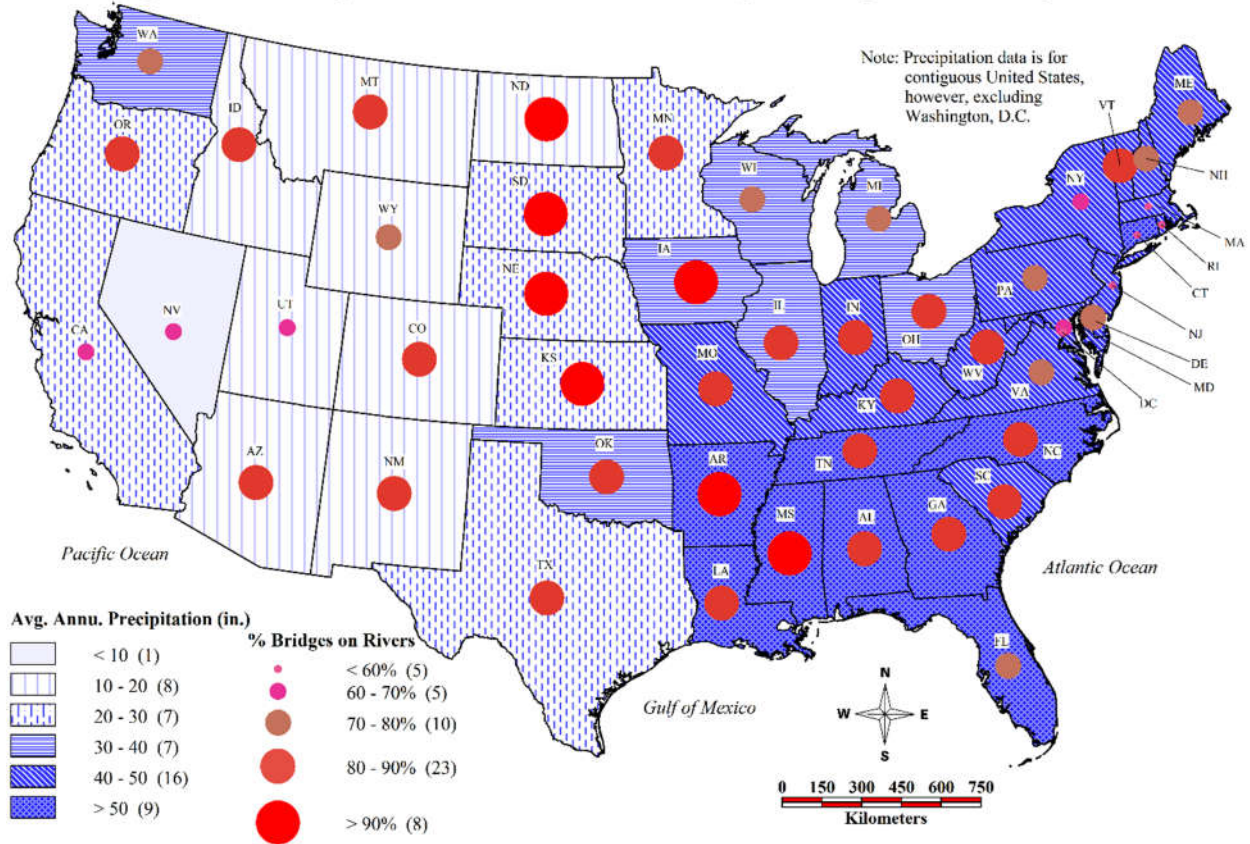 Note: Precipitation data is for
contiguous United States,
however, excluding
Washington, D.C.
WA
MT
ND
MN
ID
OR
SD
WI
MI
WY
NE
IA
NY
VT
ME
NH
MA
RI
CT
NJ
DE
MD
DC
PA
NV
UT
CA
CO
KS
MO
IL
IN
OH
WV
VA
KY
AZ
NM
OK
AR
TN
NC
SC
MS
AL
GA
TX
LA
FL
Pacific Ocean
Atlantic Ocean
Gulf of Mexico
Avg. Annu. Precipitation (in.)
< 10 (1)
10 - 20 (8)
20 - 30 (7)
30 - 40 (7)
40 - 50 (16)
> 50 (9)
% Bridges on Rivers
< 60% (5)
60 - 70% (5)
70 - 80% (10)
80 - 90% (23)
> 90% (8)
N
W E
S
0 150 300 450 600 750
Kilometers